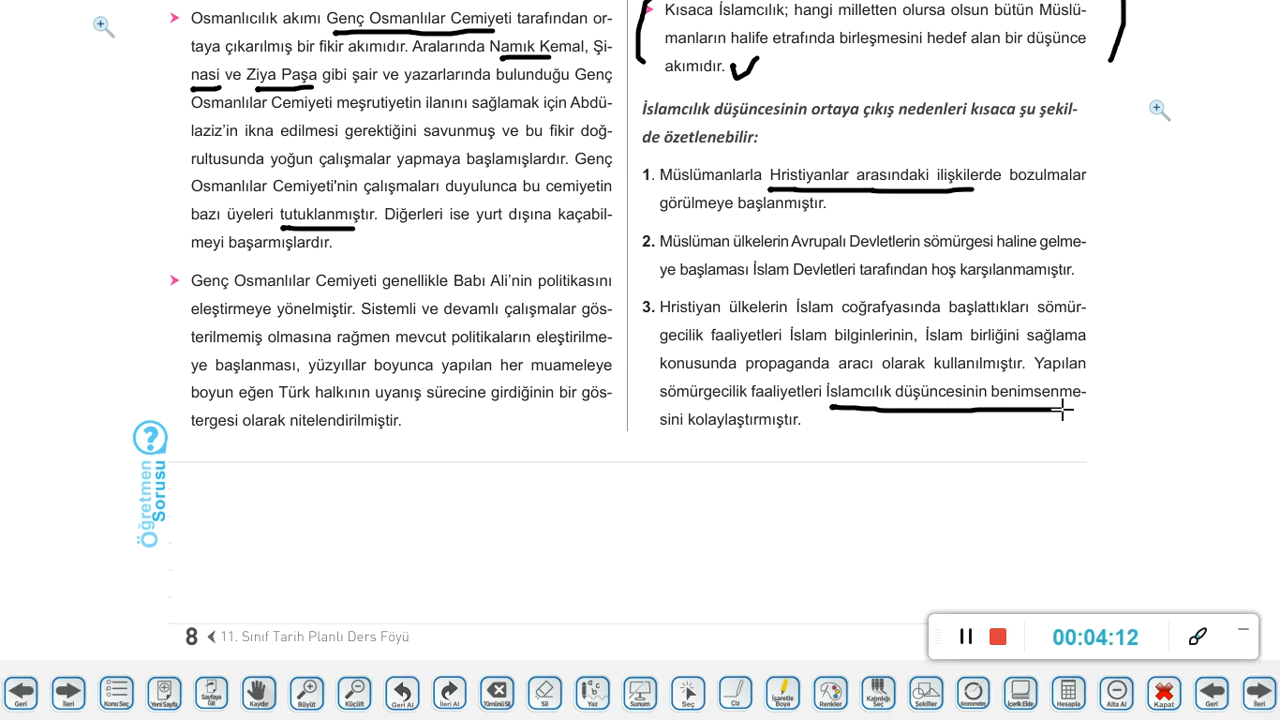 Osmanlıcılık akımı Genç Osmanlılar Cemiyeti tarafından or-
taya çıkarılmış bir fikir akımıdır. Aralarında Namık Kemal, Şi-
nasi ve Ziya Paşa gibi şair ve yazarlarında bulunduğu Genç
Osmanlılar Cemiyeti meşrutiyetin ilanını sağlamak için Abdü-
laziz’in ikna edilmesi gerektiğini savunmuş ve bu fikir doğ-
rultusunda yoğun çalışmalar yapmaya başlamışlardır. Genç
Osmanlılar Cemiyeti'nin çalışmaları duyulunca bu cemiyetin
bazı üyeleri tutuklanmıştır. Diğerleri ise yurt dışına kaçabil-
meyi başarmışlardır.
Genç Osmanlılar Cemiyeti genellikle Babı Ali’nin politikasını
eleştirmeye yönelmiştir. Sistemli ve devamlı çalışmalar gös-
terilmemiş olmasına rağmen mevcut politikaların eleştirilme-
ye başlanması, yüzyıllar boyunca yapılan her muameleye
boyun eğen Türk halkının uyanış sürecine girdiğinin bir gös-
tergesi olarak nitelendirilmiştir.
Kısaca İslamcılık; hangi milletten olursa olsun bütün Müslü-
manların halife etrafında birleşmesini hedef alan bir düşünce
akımıdır.
İslamcılık düşüncesinin ortaya çıkış nedenleri kısaca şu şekil-
de özetlenebilir:
1. Müslümanlarla Hristiyanlar arasındaki ilişkilerde bozulmalar
görülmeye başlanmıştır.
2. Müslüman ülkelerin Avrupalı Devletlerin sömürgesi haline gelme-
ye başlaması İslam Devletleri tarafından hoş karşılanmamıştır.
3. Hristiyan ülkelerin İslam coğrafyasında başlattıkları sömür-
gecilik faaliyetleri İslam bilginlerinin, İslam birliğini sağlama
konusunda propaganda aracı olarak kullanılmıştır. Yapılan
sömürgecilik faaliyetleri İslamcılık düşüncesinin benimsenme-
sini kolaylaştırmıştır.
?
Öğretmen
Sorusu
8 11. Sınıf Tarih Planlı Ders Föyü
00:04:12
Geri İleri Konu Seç Yeni Sayfa Sayfaya Git Kaydır Büyüt Küçült Geri Al İleri Al Tümünü Sil Sil Yaz Sunum Seç Çiz İşaretle Boya Renkler Kalınlığı Seç Şekiller Kronometre İçerik Ekle Hesapla Alta Al Kapat Geri İleri